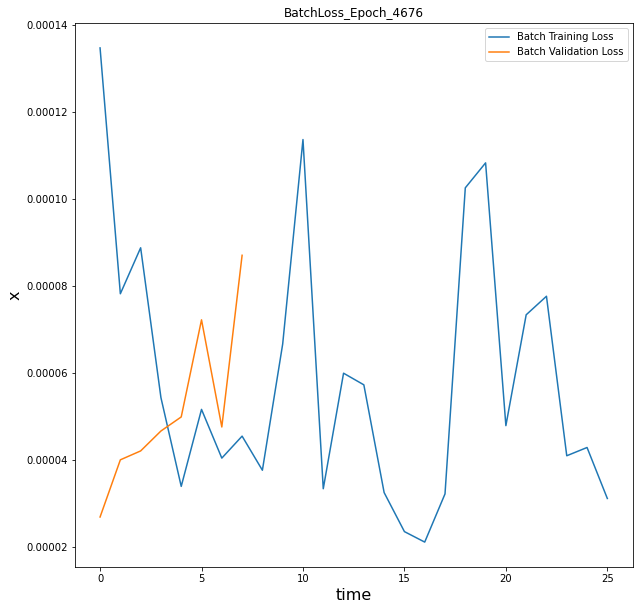 BatchLoss_Epoch_4676
Batch Training Loss
Batch Validation Loss
0.00014
0.00012
0.00010
0.00008
0.00006
0.00004
0.00002
x
0 5 10 15 20 25
time